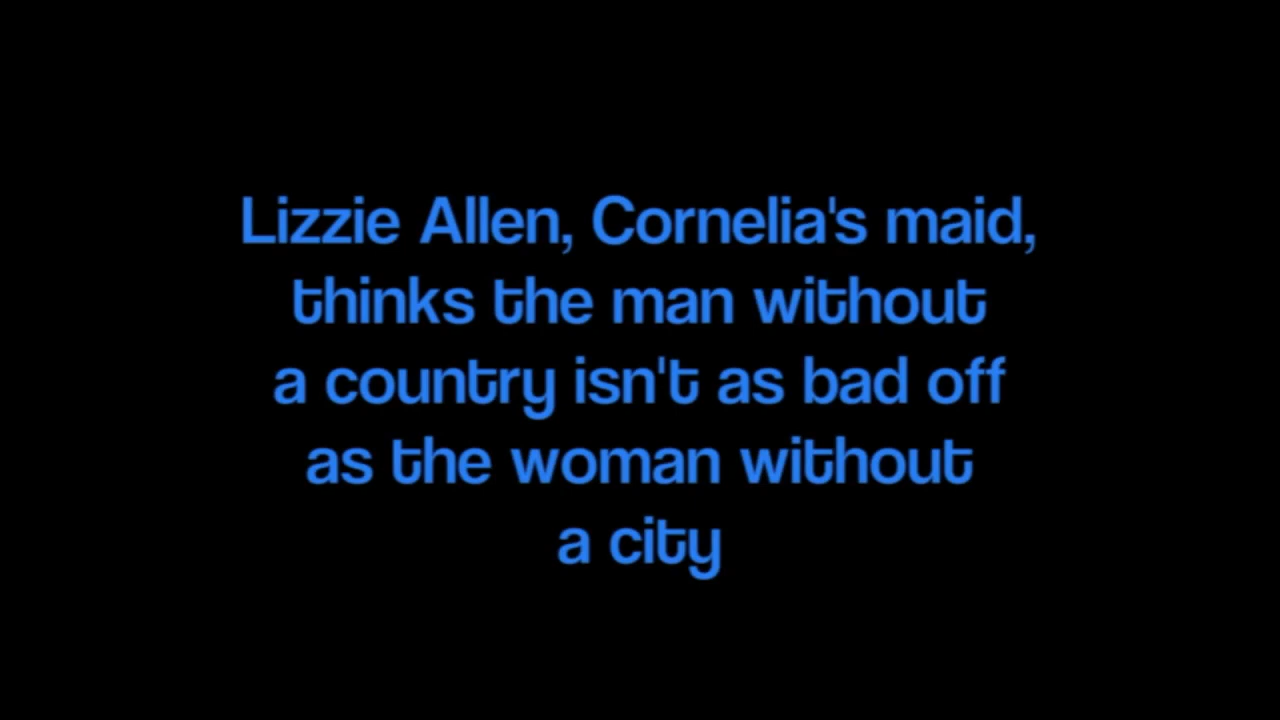 Lizzie Allen, Cornelia's maid,
thinks the man without
a country isn't as bad off
as the woman without
a city